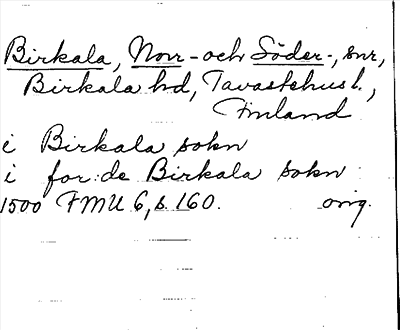 Birkala, Norr- och Söder-, snr,
Birkala hd, Tavastehus l.,
Finland
i Birkala sokn
i for:de Birkala sokn
1500 FMU 6, s. 160. orig.